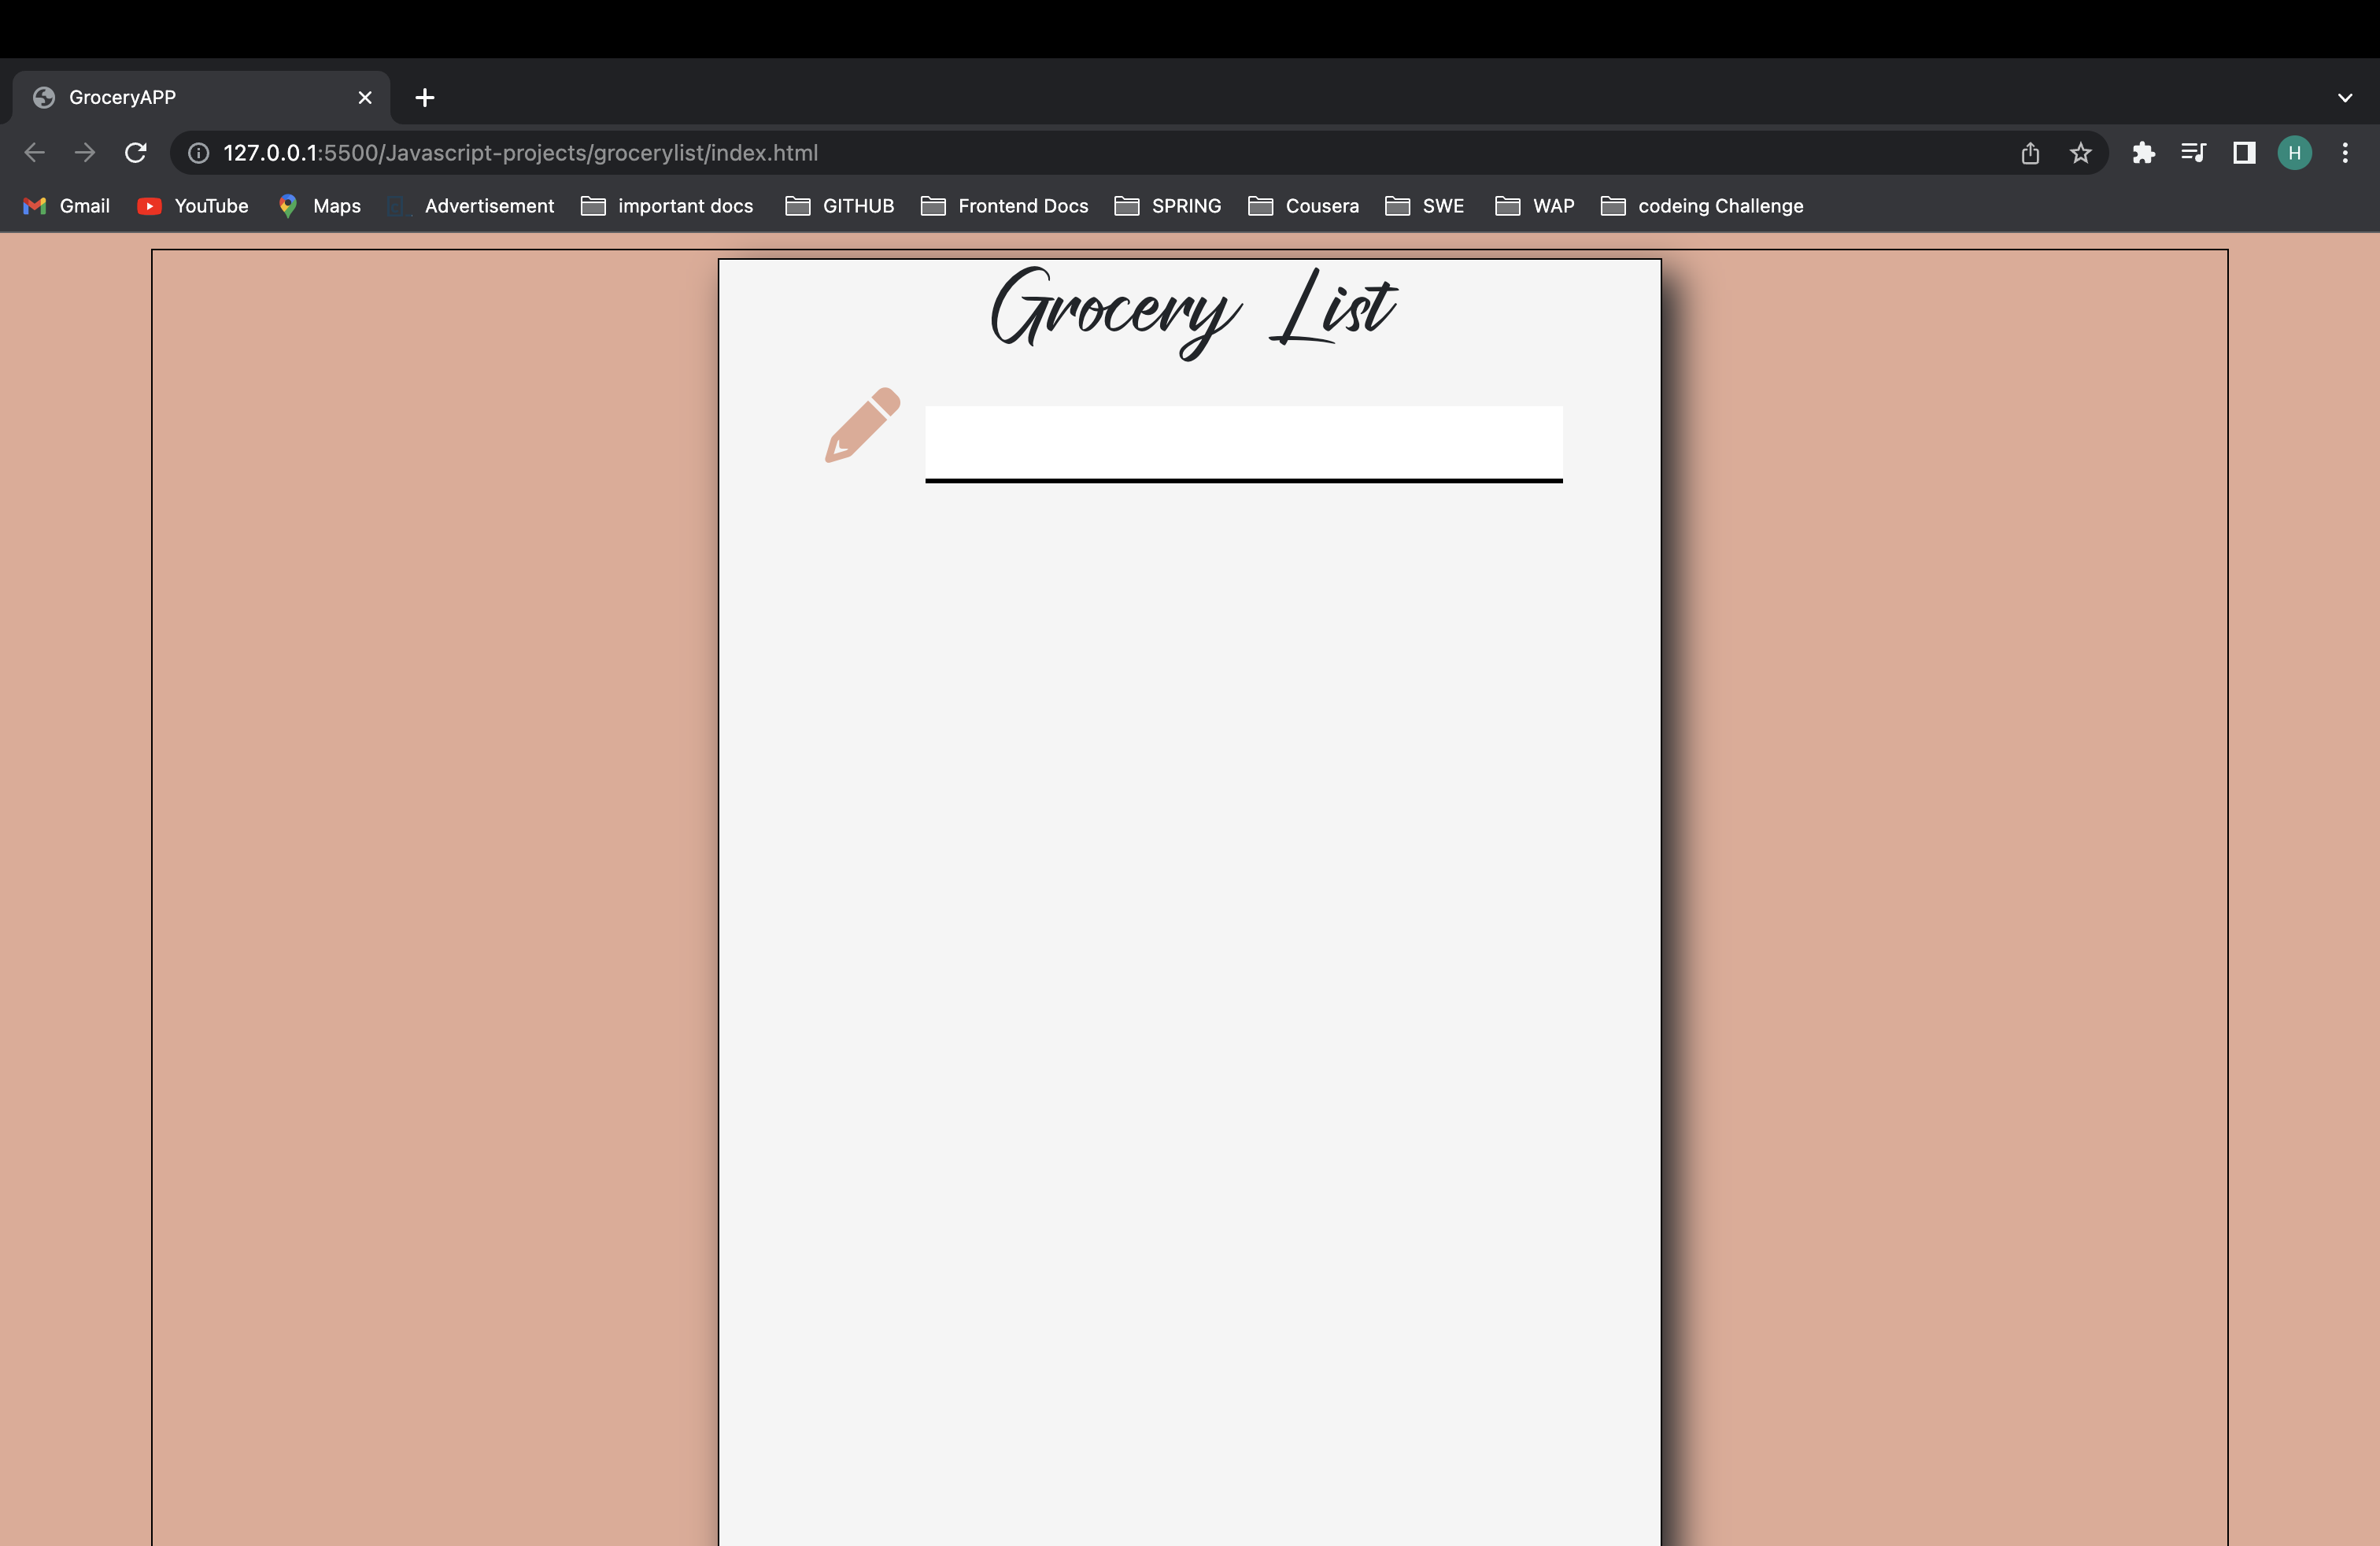 GroceryAPP
127.0.0.1:5500/Javascript-projects/grocerylist/index.html
H
Gmail YouTube Maps Advertisement important docs GITHUB Frontend Docs SPRING Cousera SWE WAP codeing Challenge
Grocery List